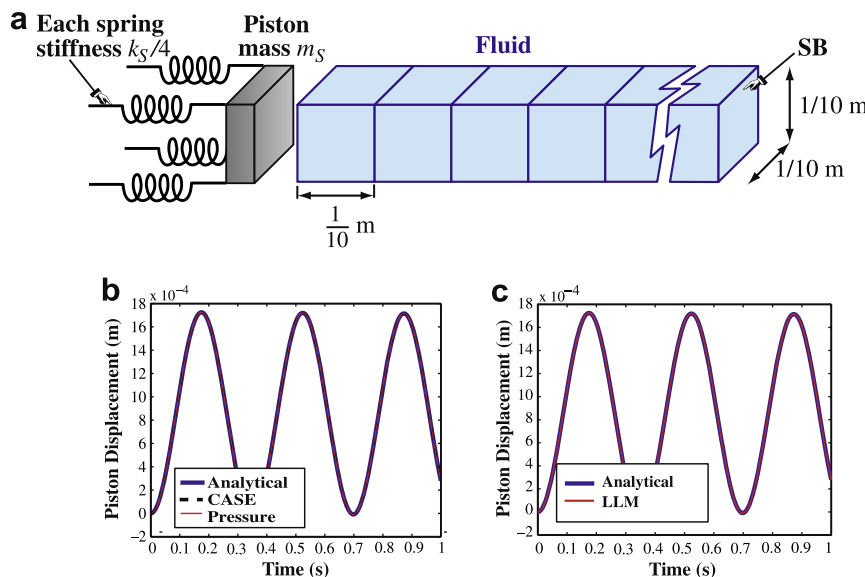 a
Each spring
stiffness kS/4
Piston
mass mS
Fluid
SB
1/10 m
1/10 m
1
10 m
b
x 10−4
18
16
14
12
10
8
6
4
2
0
−2
Piston Displacement (m)
Analytical
CASE
Pressure
0 0.1 0.2 0.3 0.4 0.5 0.6 0.7 0.8 0.9 1
Time (s)
c
x 10−4
18
16
14
12
10
8
6
4
2
0
−2
Piston Displacement (m)
Analytical
LLM
0 0.1 0.2 0.3 0.4 0.5 0.6 0.7 0.8 0.9 1
Time (s)